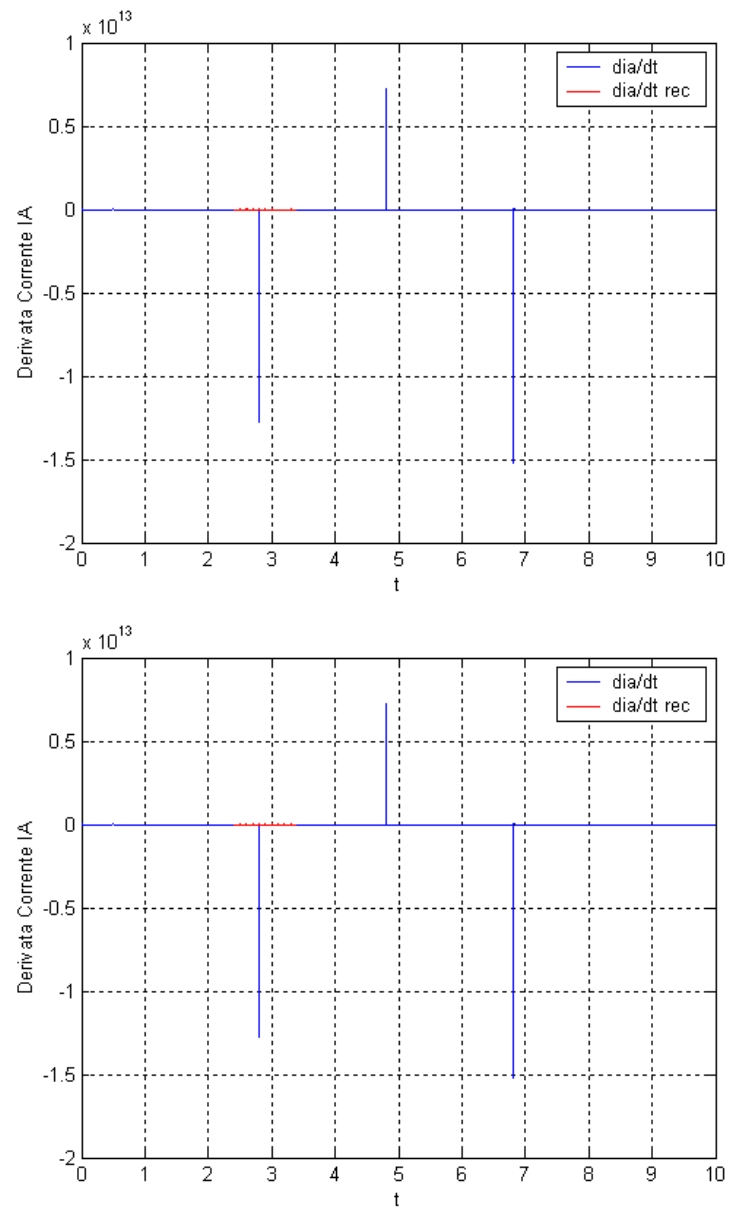 x 10^13
1
0.5
0
-0.5
-1
-1.5
-2
Derivata Corrente IA
dia/dt
dia/dt rec
0 1 2 3 4 5 6 7 8 9 10
t
x 10^13
1
0.5
0
-0.5
-1
-1.5
-2
Derivata Corrente IA
dia/dt
dia/dt rec
0 1 2 3 4 5 6 7 8 9 10
t